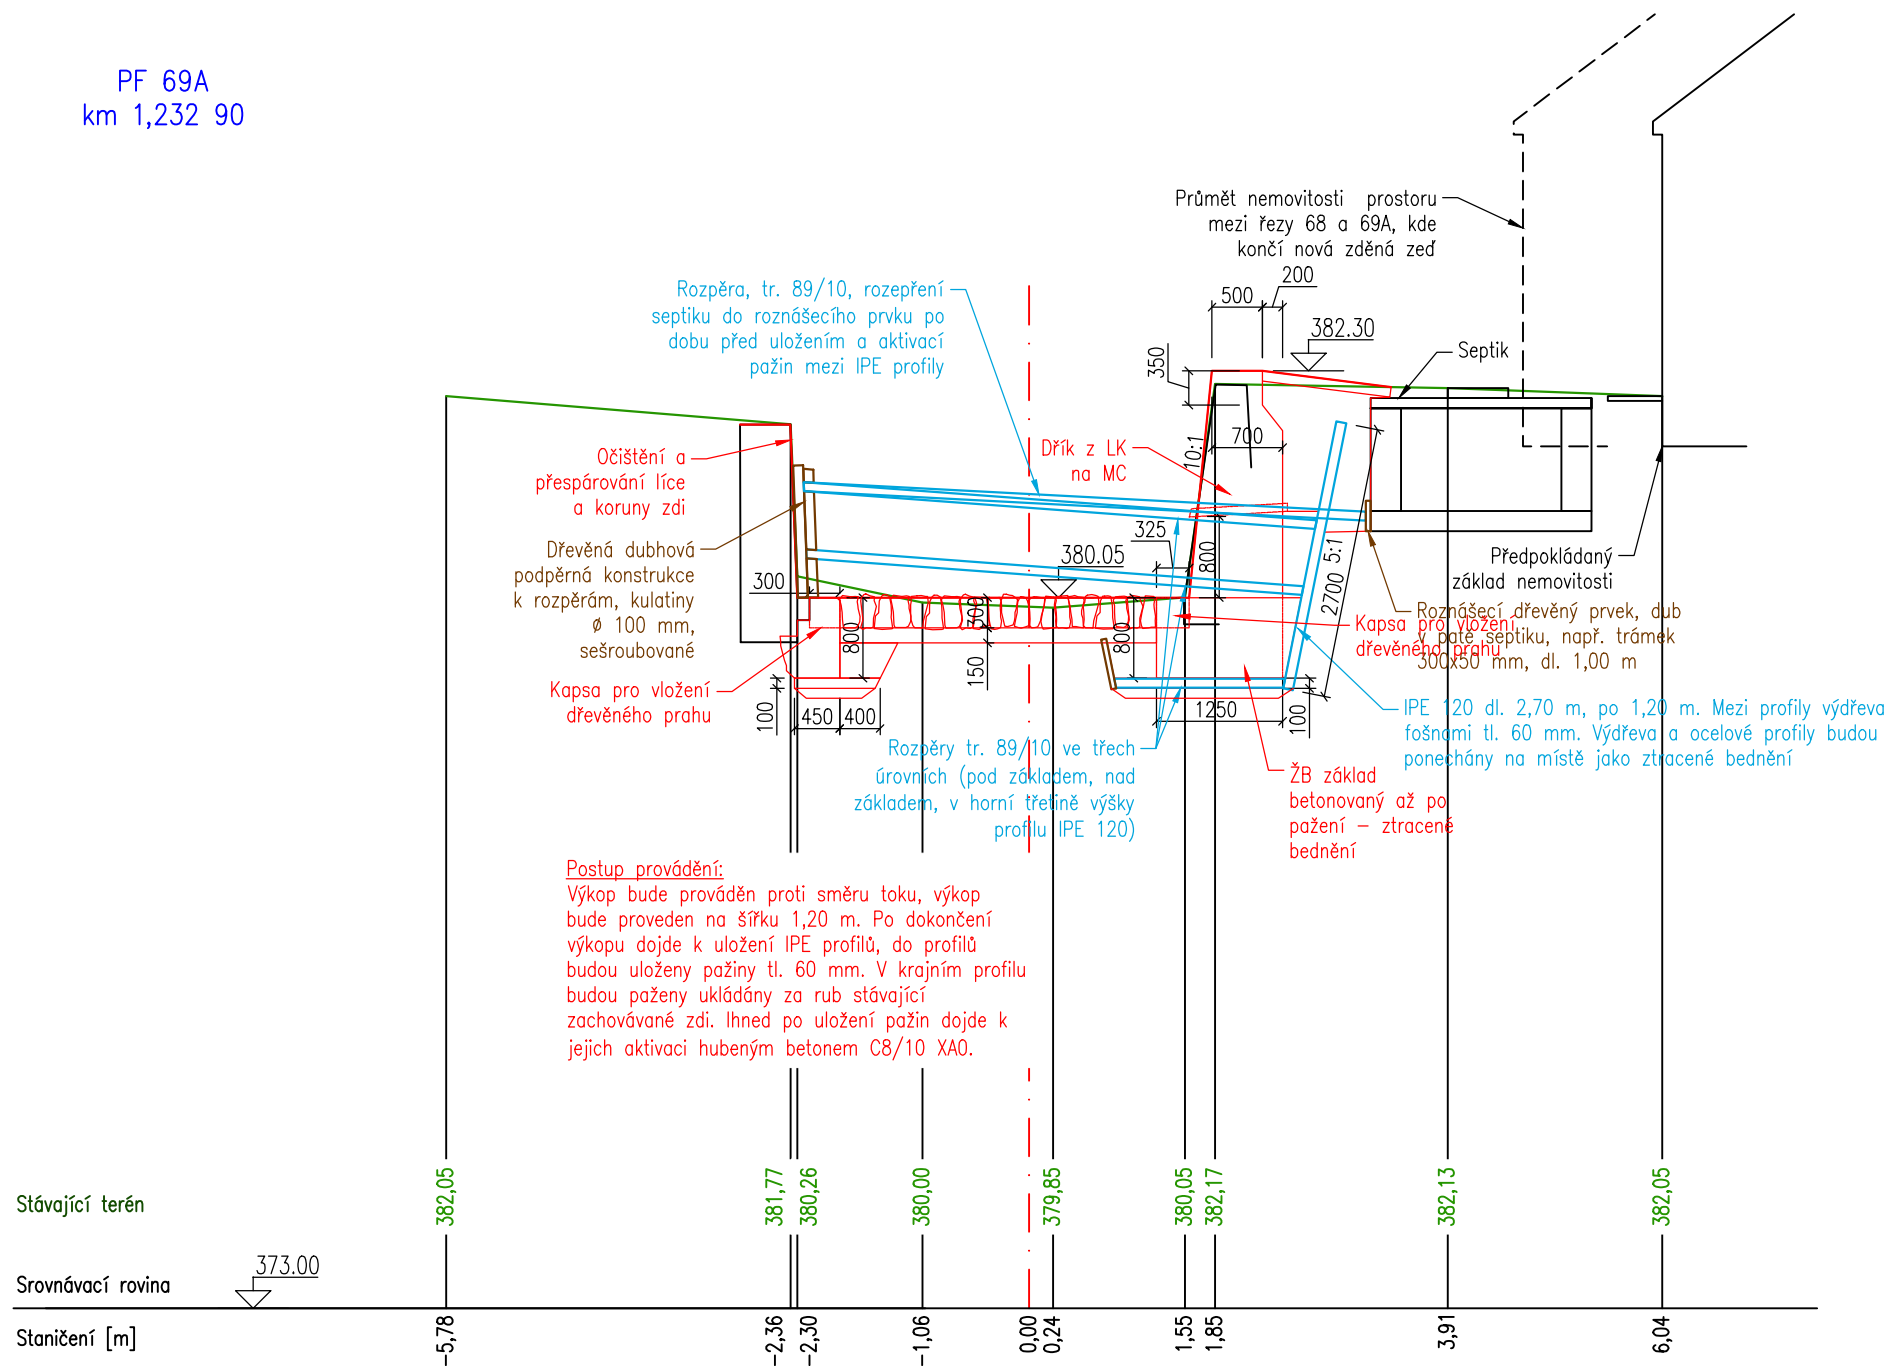 PF 69A
km 1,232 90
Průmět nemovitosti prostoru
mezi řezy 68 a 69A, kde
končí nová zděná zeď
200
500
382.30
350
Septik
Rozpěra, tr. 89/10, rozepření
septiku do roznášecího prvku po
dobu před uložením a aktivací
pažin mezi IPE profily
Očištění a
přespárování líce
a koruny zdi
Dřík z LK
na MC
10:1
700
Dřevěná dubhová
podpěrná konstrukce
k rozpěrám, kulatiny
ø 100 mm,
sešroubované
300
325
380.05
800
2700 5:1
Předpokládaný
základ nemovitosti
Roznášecí dřevěný prvek, dub
v patě septiku, např. trámek
300x50 mm, dl. 1,00 m
Kapsa pro vložení
dřevěného prahu
800
300
150
800
Kapsa pro vložení
dřevěného prahu
100
450
400
1250
100
IPE 120 dl. 2,70 m, po 1,20 m. Mezi profily výdřeva
fošnami tl. 60 mm. Výdřeva a ocelové profily budou
ponechány na místě jako ztracené bednění
Rozpěry tr. 89/10 ve třech
úrovních (pod základem, nad
základem, v horní třetině výšky
profilu IPE 120)
ŽB základ
betonovaný až po
pažení – ztracené
bednění
Postup provádění:
Výkop bude prováděn proti směru toku, výkop
bude proveden na šířku 1,20 m. Po dokončení
výkopu dojde k uložení IPE profilů, do profilů
budou uloženy pažiny tl. 60 mm. V krajním profilu
budou paženy ukládány za rub stávající
zachovávané zdi. Ihned po uložení pažin dojde k
jejich aktivaci hubeným betonem C8/10 XA0.
Stávající terén
382,05
381,77
380,26
380,00
379,85
380,05
382,17
382,13
382,05
Srovnávací rovina
373.00
Staničení [m]
-5,78
-2,36
-2,30
-1,06
0,00
0,24
1,55
1,85
3,91
6,04